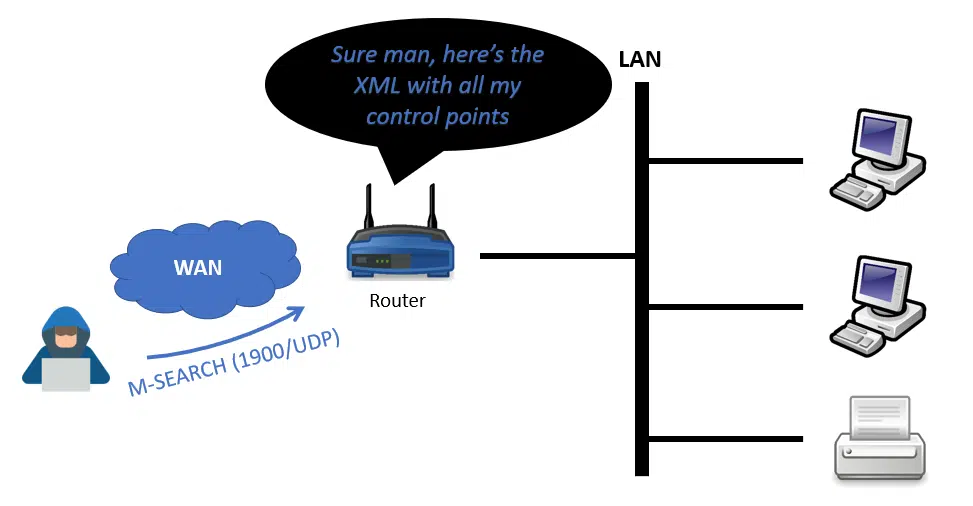 Sure man, here's the
XML with all my
control points
LAN
WAN
Router
M-SEARCH (1900/UDP)